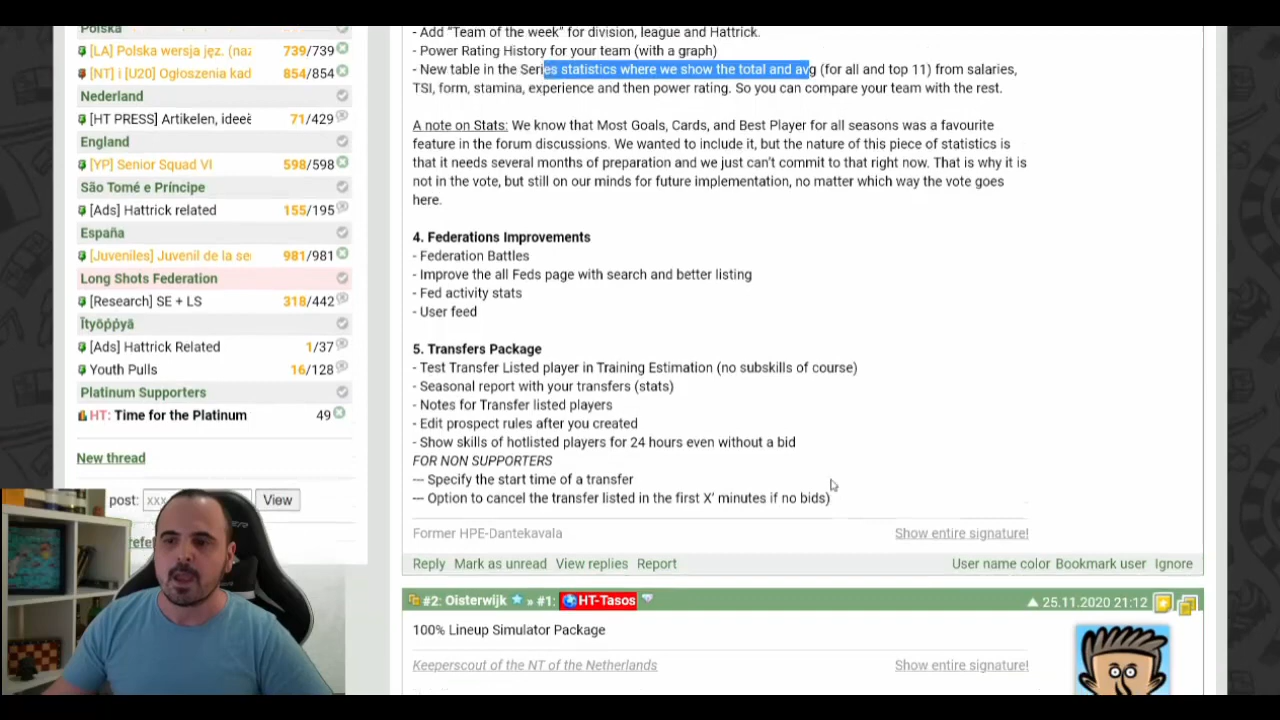 Polska
[LA] Polska wersja jęz. (naz 739/739
[NT] i [U20] Ogłoszenia kad 854/854
Nederland
[HT PRESS] Artikelen, ideeë 71/429
England
[YP] Senior Squad VI 598/598
São Tomé e Príncipe
[Ads] Hattrick related 155/195
España
[Juveniles] Juvenil de la se 981/981
Long Shots Federation
[Research] SE + LS 318/442
Ītyōṗṗyā
[Ads] Hattrick Related 1/37
Youth Pulls 16/128
Platinum Supporters
HT: Time for the Platinum 49
New thread
post: xxx View
- Add "Team of the week" for division, league and Hattrick.
- Power Rating History for your team (with a graph)
- New table in the Series statistics where we show the total and avg (for all and top 11) from salaries,
TSI, form, stamina, experience and then power rating. So you can compare your team with the rest.
A note on Stats: We know that Most Goals, Cards, and Best Player for all seasons was a favourite
feature in the forum discussions. We wanted to include it, but the nature of this piece of statistics is
that it needs several months of preparation and we just can't commit to that right now. That is why it is
not in the vote, but still on our minds for future implementation, no matter which way the vote goes
here.
4. Federations Improvements
- Federation Battles
- Improve the all Feds page with search and better listing
- Fed activity stats
- User feed
5. Transfers Package
- Test Transfer Listed player in Training Estimation (no subskills of course)
- Seasonal report with your transfers (stats)
- Notes for Transfer listed players
- Edit prospect rules after you created
- Show skills of hotlisted players for 24 hours even without a bid
FOR NON SUPPORTERS
--- Specify the start time of a transfer
--- Option to cancel the transfer listed in the first X' minutes if no bids)
Former HPE-Dantekavala Show entire signature!
Reply Mark as unread View replies Report User name color Bookmark user Ignore
#2: Oisterwijk » #1: HT-Tasos 25.11.2020 21:12
100% Lineup Simulator Package
Keeperscout of the NT of the Netherlands Show entire signature!